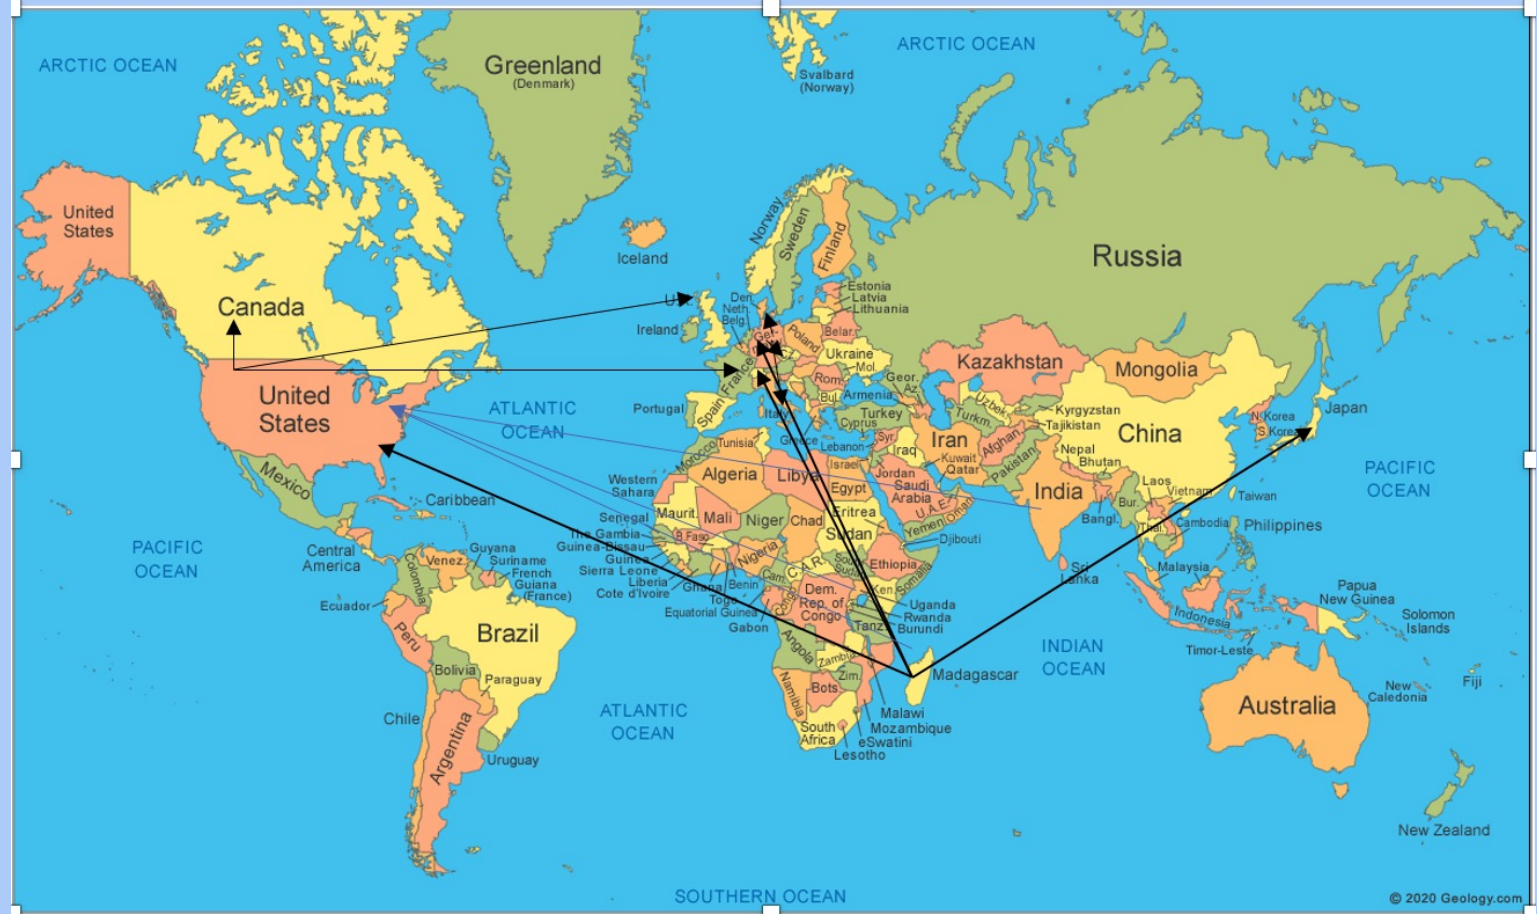 ARCTIC OCEAN
ARCTIC OCEAN
Greenland
(Denmark)
Svalbard
(Norway)
United
States
Iceland
Norway
Sweden
Finland
Russia
Canada
Estonia
Latvia
Lithuania
Den.
Neth.
Belg.
Ireland
Poland
Belar.
Ukraine
Mol.
Kazakhstan
Mongolia
United
States
ATLANTIC
OCEAN
Portugal
Spain
France
Italy
Rom.
Bul.
Greece
Armenia
Geor.
Az.
Turkey
Cyprus
Lebanon
Israel
Syr.
Iraq
Jordan
Uzbek.
Turkm.
Kyrgyzstan
Tajikistan
Iran
Afghan.
Pakistan
Kuwait
Qatar
Saudi
Arabia
U.A.E.
Oman
Yemen
China
Nepal
Bhutan
N.Korea
S.Korea
Japan
PACIFIC
OCEAN
Mexico
Caribbean
Central
America
PACIFIC
OCEAN
Western
Sahara
Morocco
Tunisia
Algeria
Libya
Egypt
Eritrea
Sudan
Maurit.
Mali
Niger
Chad
Nigeria
B.Faso
Senegal
The Gambia
Guinea-Bissau
Guinea
Sierra Leone
Liberia
Cote d'Ivoire
Ghana
Togo
Benin
Equatorial Guinea
Gabon
Cam.
C.A.R.
South
Sudan
Ethiopia
Djibouti
Somalia
Ken.
Uganda
Rwanda
Burundi
Dem.
Rep. of
Congo
Tanz.
Angola
Zambia
Zim.
Namibia
Bots.
South
Africa
Madagascar
Malawi
Mozambique
eSwatini
Lesotho
India
Bangl.
Sri
Lanka
Bur.
Laos
Vietnam
Thai.
Cambodia
Taiwan
Philippines
Malaysia
Indonesia
Timor-Leste
Papua
New Guinea
Solomon
Islands
INDIAN
OCEAN
Australia
New
Caledonia
Fiji
New Zealand
Guyana
Suriname
French
Guiana
(France)
Venez.
Colombia
Ecuador
Peru
Brazil
Bolivia
Paraguay
Chile
Argentina
Uruguay
ATLANTIC
OCEAN
SOUTHERN OCEAN
© 2020 Geology.com